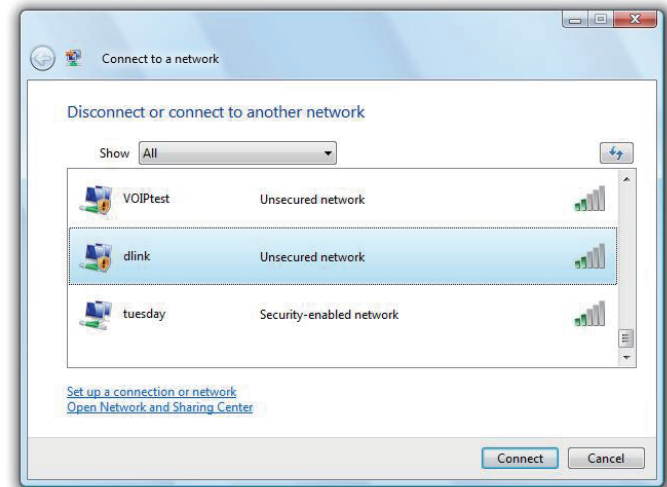 Connect to a network
Disconnect or connect to another network
Show All
VOIPtest Unsecured network
dlink Unsecured network
tuesday Security-enabled network
Set up a connection or network
Open Network and Sharing Center
Connect Cancel